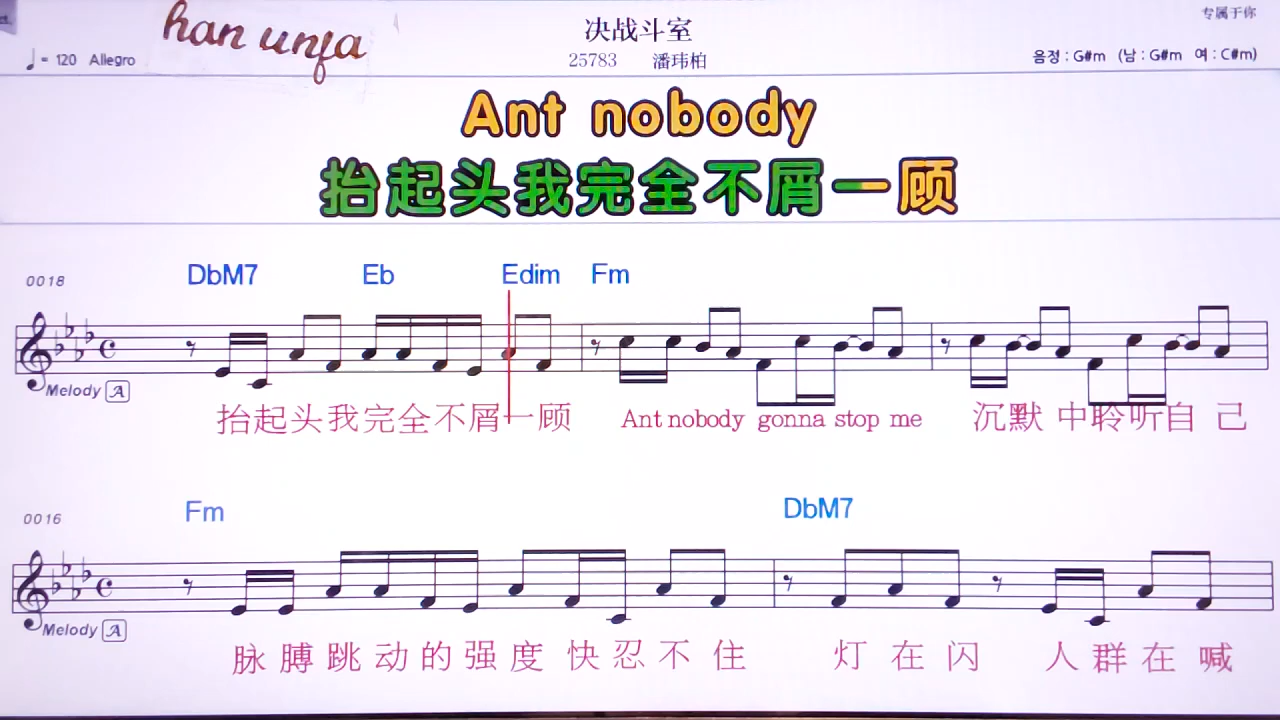 han unfa
决战斗室
专属于你
♩= 120 Allegro
25783 潘玮柏
음정 : G#m (남 : G#m 여 : C#m)
Ant nobody
抬起头我完全不屑一顾
0018 DbM7 Eb Edim Fm
Melody A
抬起头我完全不屑一顾 Ant nobody gonna stop me 沉默中聆听自己
0016 Fm DbM7
Melody A
脉膊跳动的强度快忍不住 灯在闪 人群在喊